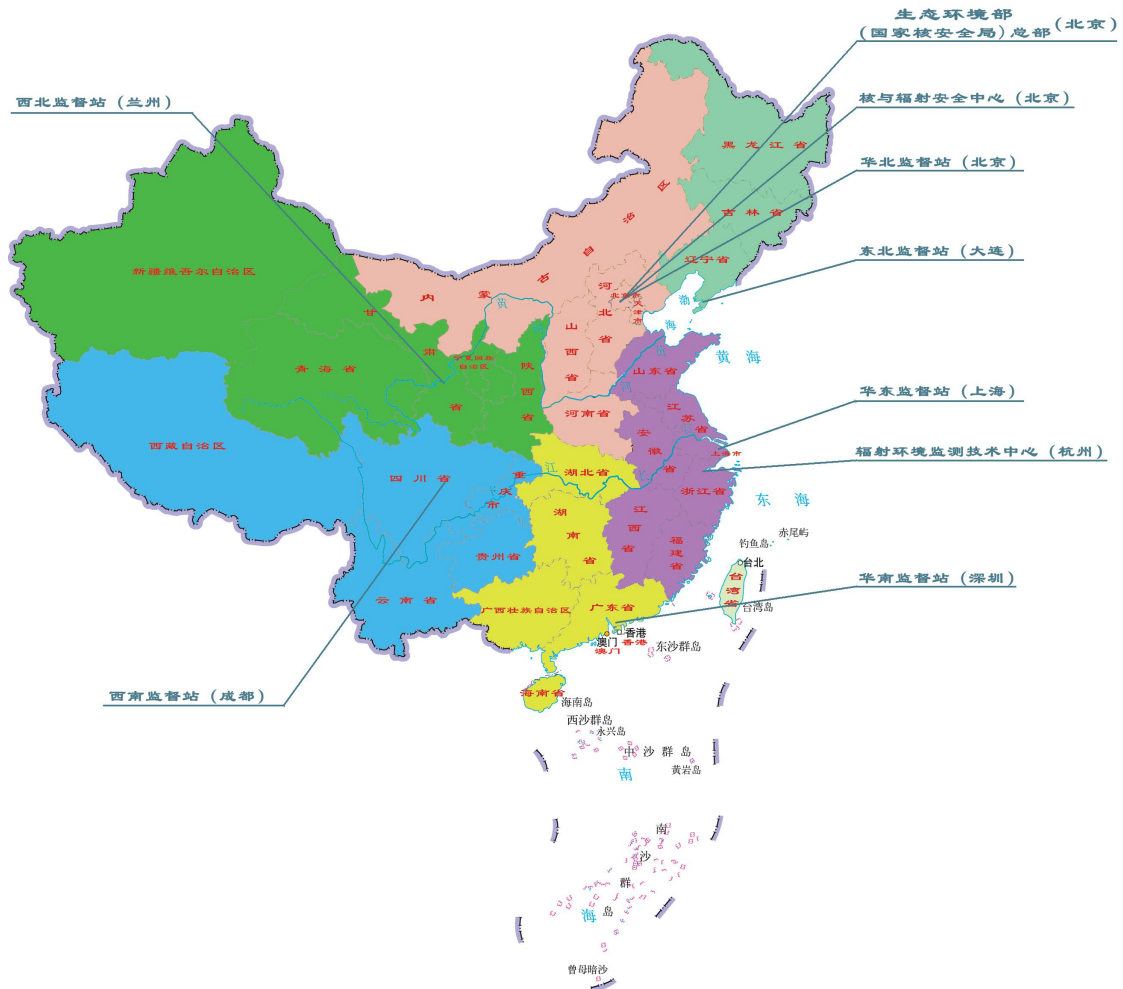 生态环境部
(国家核安全局)总部(北京)
西北监督站（兰州）
核与辐射安全中心（北京）
华北监督站（北京）
东北监督站（大连）
华东监督站（上海）
辐射环境监测技术中心（杭州）
华南监督站（深圳）
西南监督站（成都）
黑龙江省
吉林省
辽宁省
内蒙古自治区
新疆维吾尔自治区
甘肃省
青海省
宁夏回族
自治区
陕西省
山西省
河北省
北京市
天津市
渤海
黄河
黄海
山东省
河南省
江苏省
安徽省
上海市
西藏自治区
四川省
重庆市
湖北省
长江
浙江省
东海
湖南省
江西省
福建省
贵州省
云南省
广西壮族自治区
广东省
钓鱼岛
赤尾屿
台北
台湾省
台湾岛
香港
澳门
香港
澳门
东沙群岛
海南省
海南岛
西沙群岛
永兴岛
中沙群岛
黄岩岛
南海
南沙群岛
曾母暗沙